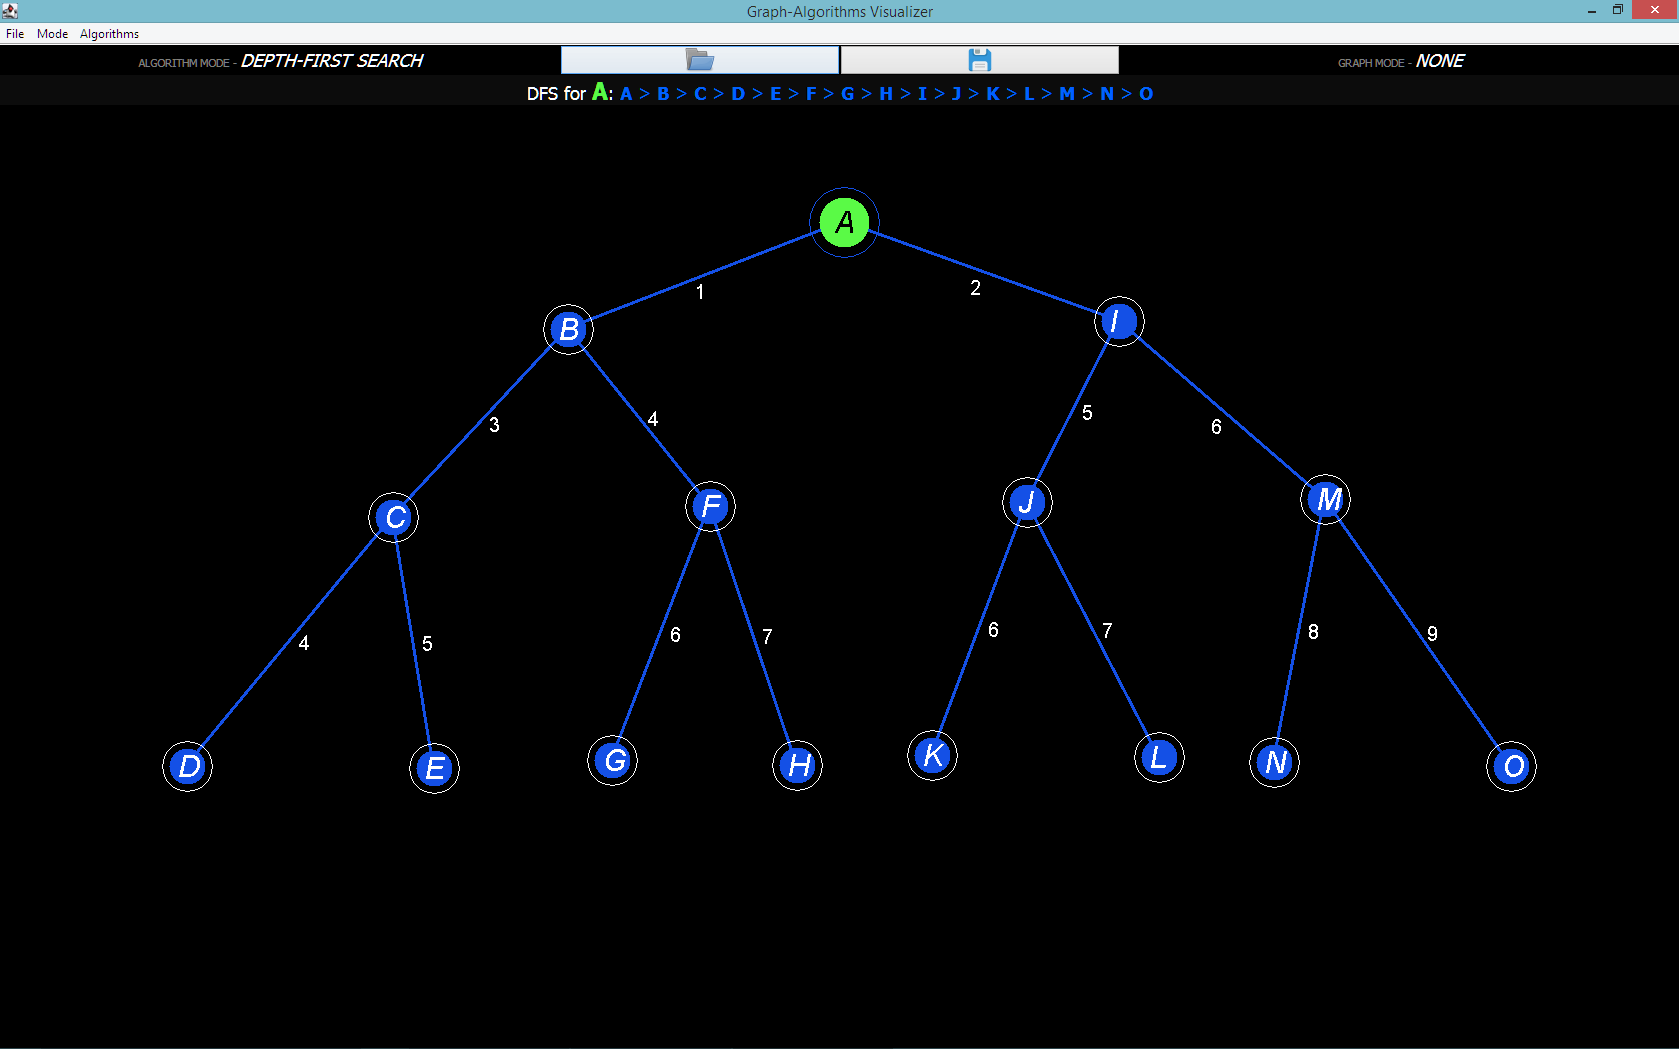 Graph-Algorithms Visualizer
File Mode Algorithms
ALGORITHM MODE - DEPTH-FIRST SEARCH
GRAPH MODE - NONE
DFS for A: A > B > C > D > E > F > G > H > I > J > K > L > M > N > O
A
1
2
B
I
3
4
5
6
C
F
J
M
4
5
6
7
6
7
8
9
D
E
G
H
K
L
N
O